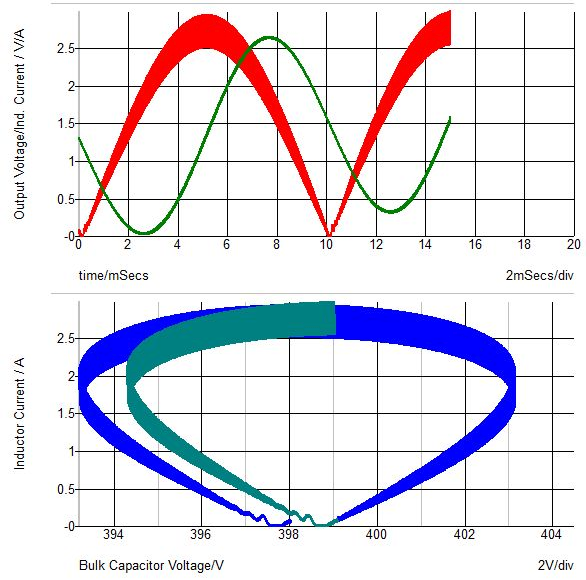 Output Voltage/Ind. Current / V/A
2.5
2
1.5
1
0.5
-0
0 2 4 6 8 10 12 14 16 18 20
time/mSecs 2mSecs/div
Inductor Current / A
2.5
2
1.5
1
0.5
-0
394 396 398 400 402 404
Bulk Capacitor Voltage/V 2V/div